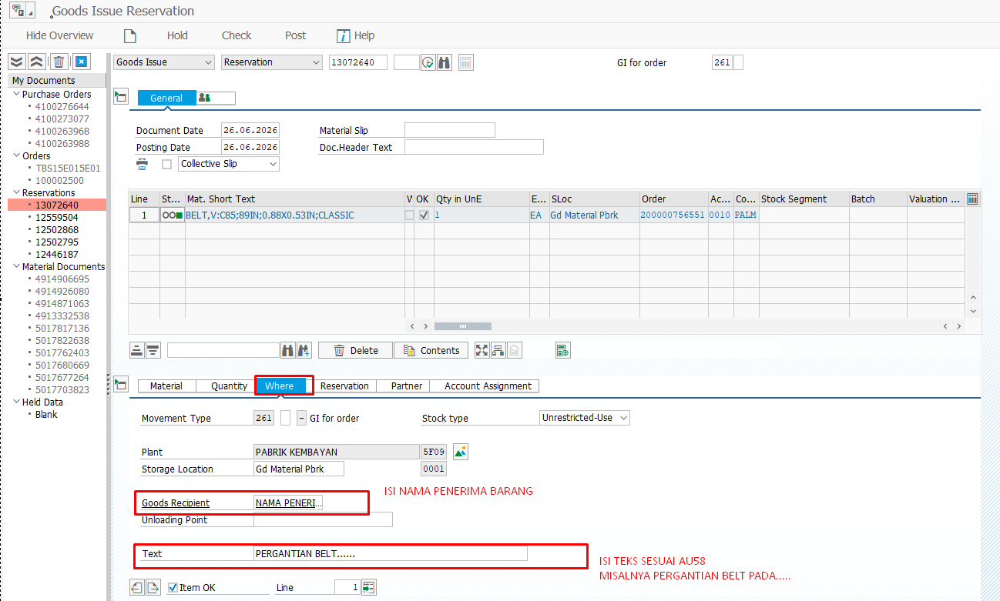 Goods Issue Reservation
Hide Overview Hold Check Post Help
Goods Issue Reservation 13072640 GI for order 261
My Documents
Purchase Orders
4100276644
4100273077
4100263968
4100263988
Orders
TBS15E015E01
100002500
Reservations
13072640
12559504
12502868
12502795
12446187
Material Documents
4914906695
4914926080
4914871063
4913332538
5017817136
5017822638
5017762403
5017680669
5017677264
5017703823
Held Data
Blank
General
Document Date 26.06.2026 Material Slip
Posting Date 26.06.2026 Doc.Header Text
Collective Slip
Line St... Mat. Short Text V OK Qty in UnE E... SLoc Order Ac... Co... Stock Segment Batch Valuation ...
1 BELT,V:C85;89IN;0.88X0.53IN;CLASSIC 1 EA Gd Material Pbrk 200000756551 0010 PALM
Delete Contents
Material Quantity Where Reservation Partner Account Assignment
Movement Type 261 - GI for order Stock type Unrestricted-Use
Plant PABRIK KEMBAYAN 5F09
Storage Location Gd Material Pbrk 0001
ISI NAMA PENERIMA BARANG
Goods Recipient NAMA PENERI...
Unloading Point
Text PERGANTIAN BELT......
ISI TEKS SESUAI AU58
MISALNYA PERGANTIAN BELT PADA.....
Item OK Line 1